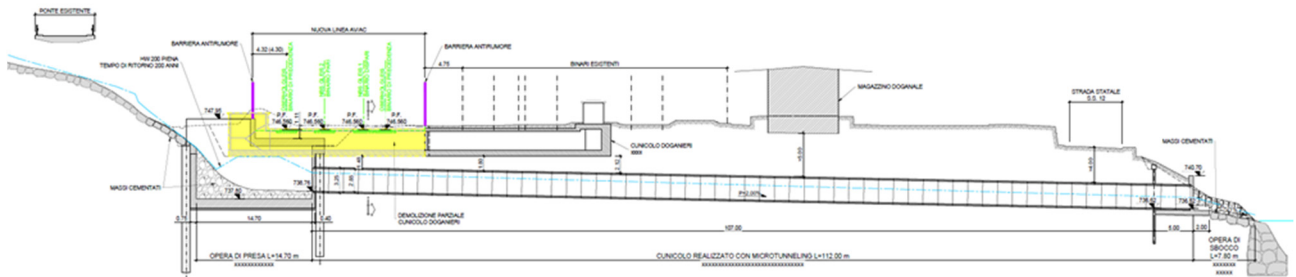 PONTE ESISTENTE
NUOVA LINEA AV/AC
BARRIERA ANTIRUMORE
BARRIERA ANTIRUMORE
4.32 (4.30)
4.75
BINARI ESISTENTI
HW200 PIENA
TEMPO DI RITORNO 200 ANNI
MAGAZZINO DOGANALE
STRADA STATALE
S.S. 12
747.95
P.F.
P.F.
P.F.
P.F.
746.560
746.560
746.560
746.560
1.11
CUNICOLO DOGANIERI
xxxx
MASSI CEMENTATI
MASSI CEMENTATI
740.70
737.60
DEMOLIZIONE PARZIALE
CUNICOLO DOGANIERI
14.70
107.00
5.00
2.00
OPERA DI PRESA L=14.70 m
CUNICOLO REALIZZATO CON MICROTUNNELING L=112.00 m
OPERA DI
SBOCCO
L=7.80 m